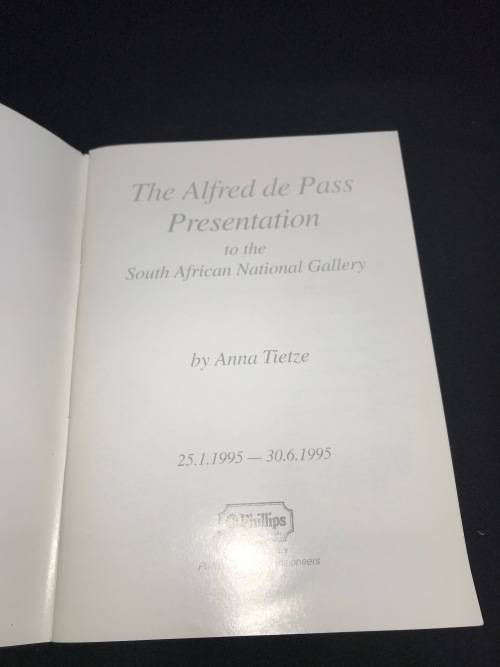 The Alfred de Pass
Presentation
to the
South African National Gallery
by Anna Tietze
25.1.1995 — 30.6.1995
Phillips